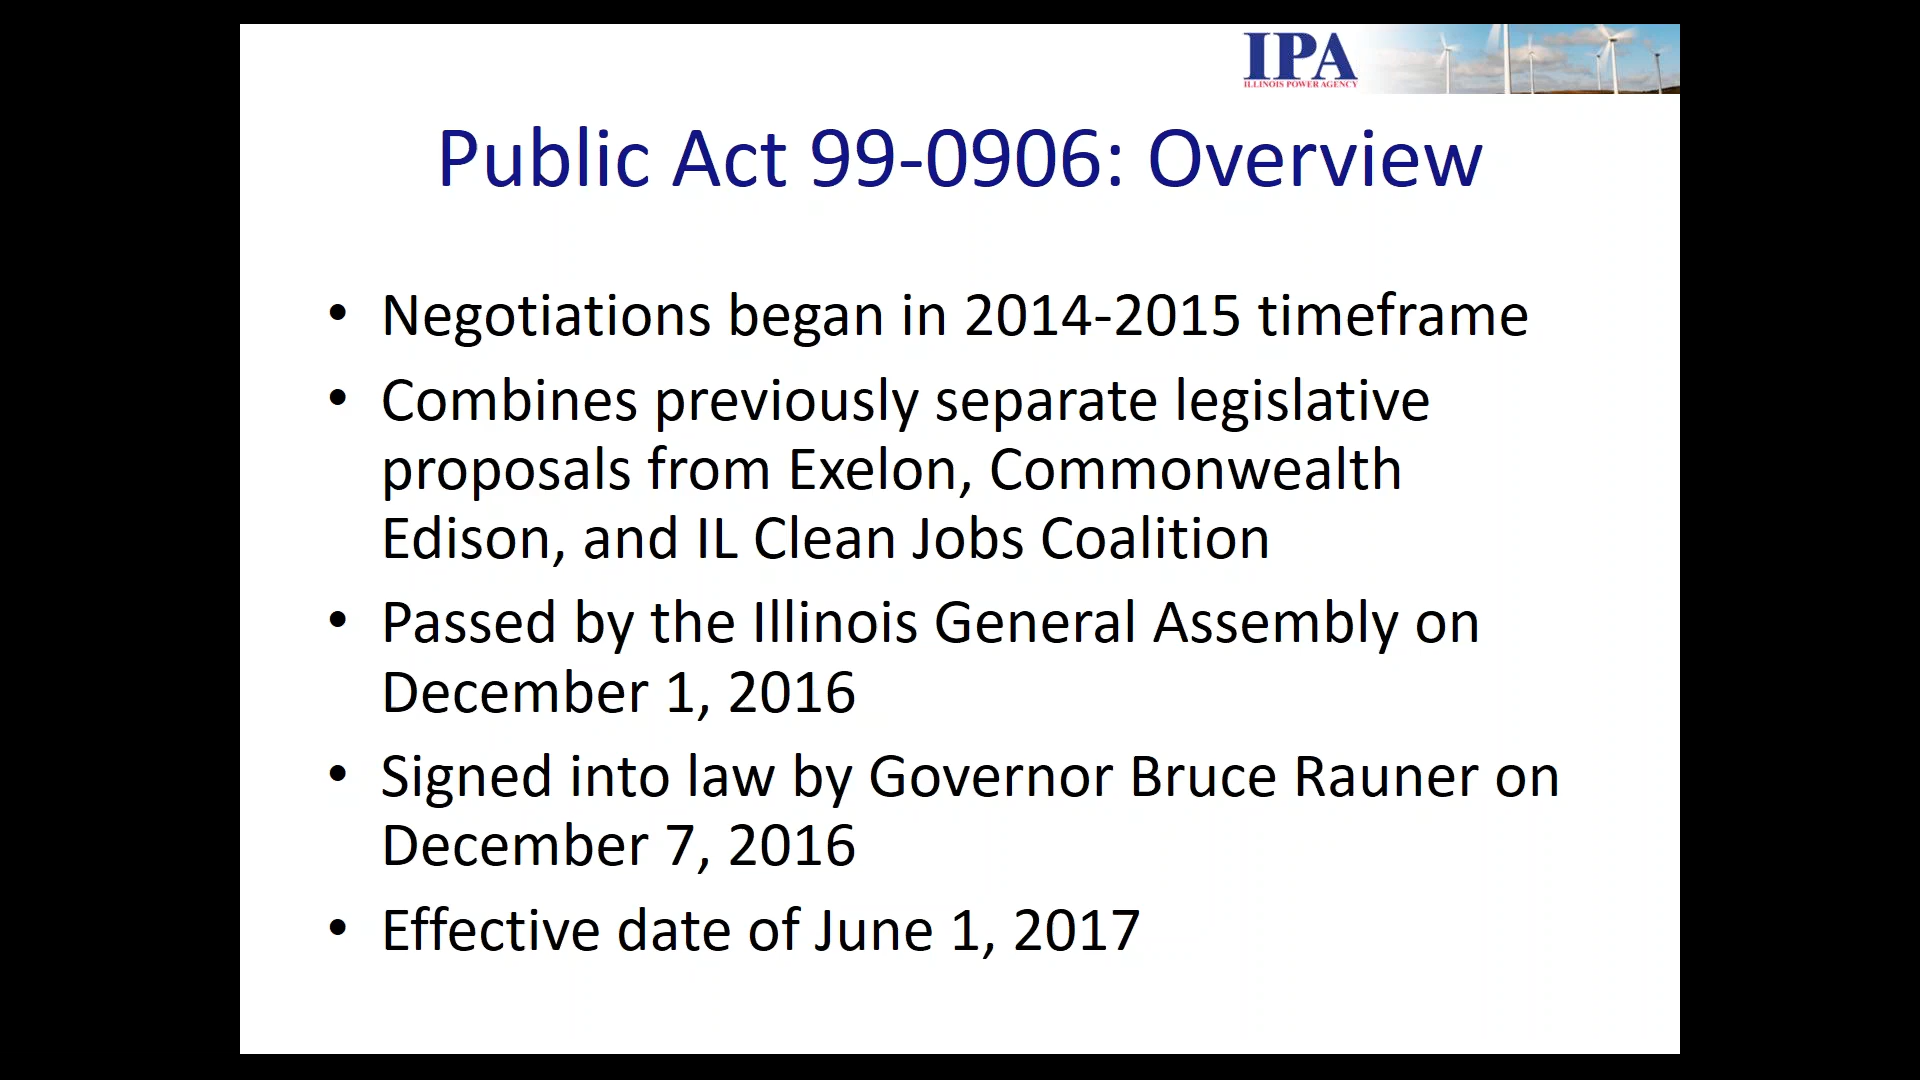 IPA
ILLINOIS POWER AGENCY
Public Act 99-0906: Overview
• Negotiations began in 2014-2015 timeframe
• Combines previously separate legislative
proposals from Exelon, Commonwealth
Edison, and IL Clean Jobs Coalition
• Passed by the Illinois General Assembly on
December 1, 2016
• Signed into law by Governor Bruce Rauner on
December 7, 2016
• Effective date of June 1, 2017